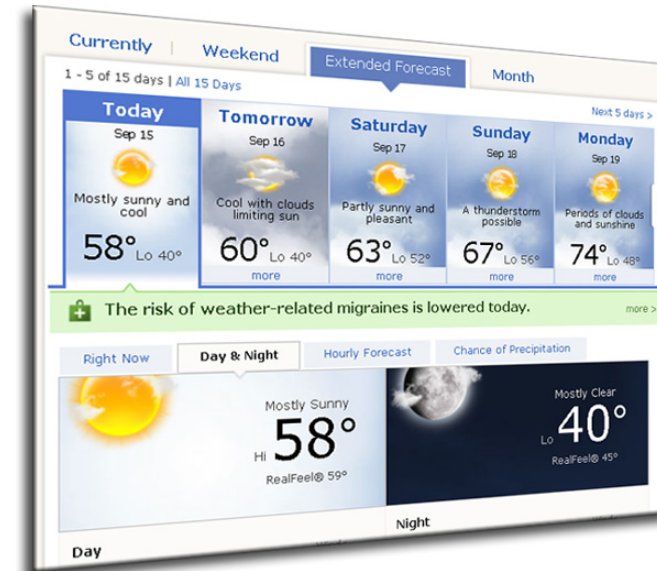 Currently | Weekend Extended Forecast Month
1 - 5 of 15 days | All 15 Days
Next 5 days >
Today
Sep 15
Mostly sunny and
cool
58° Lo 40°
Tomorrow
Sep 16
Cool with clouds
limiting sun
60° Lo 40°
more
Saturday
Sep 17
Partly sunny and
pleasant
63° Lo 52°
more
Sunday
Sep 18
A thunderstorm
possible
67° Lo 56°
more
Monday
Sep 19
Periods of clouds
and sunshine
74° Lo 48°
more
The risk of weather-related migraines is lowered today. more >
Right Now Day & Night Hourly Forecast Chance of Precipitation
Mostly Sunny
Hi 58°
RealFeel® 59°
Mostly Clear
Lo 40°
RealFeel® 45°
Day
Night